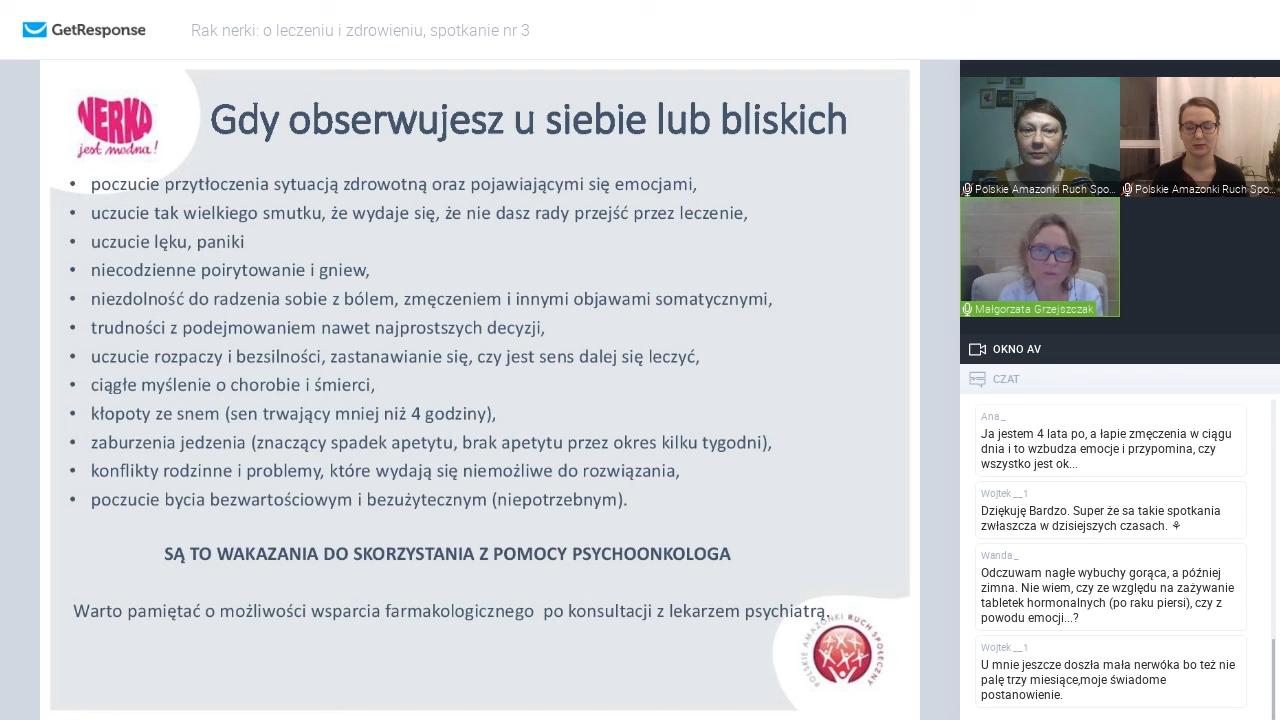 GetResponse
Rak nerki: o leczeniu i zdrowieniu, spotkanie nr 3
NERKA
jest modna!
Gdy obserwujesz u siebie lub bliskich
• poczucie przytłoczenia sytuacją zdrowotną oraz pojawiającymi się emocjami,
• uczucie tak wielkiego smutku, że wydaje się, że nie dasz rady przejść przez leczenie,
• uczucie lęku, paniki
• niecodzienne poirytowanie i gniew,
• niezdolność do radzenia sobie z bólem, zmęczeniem i innymi objawami somatycznymi,
• trudności z podejmowaniem nawet najprostszych decyzji,
• uczucie rozpaczy i bezsilności, zastanawianie się, czy jest sens dalej się leczyć,
• ciągłe myślenie o chorobie i śmierci,
• kłopoty ze snem (sen trwający mniej niż 4 godziny),
• zaburzenia jedzenia (znaczący spadek apetytu, brak apetytu przez okres kilku tygodni),
• konflikty rodzinne i problemy, które wydają się niemożliwe do rozwiązania,
• poczucie bycia bezwartościowym i bezużytecznym (niepotrzebnym).
SĄ TO WAKAZANIA DO SKORZYSTANIA Z POMOCY PSYCHOONKOLOGA
Warto pamiętać o możliwości wsparcia farmakologicznego po konsultacji z lekarzem psychiatrą.
POLSKIE AMAZONKI RUCH SPOŁECZNY
Polskie Amazonki Ruch Spo...
Polskie Amazonki Ruch Spo...
Małgorzata Grzejszczak
OKNO AV
CZAT
Ana_
Ja jestem 4 lata po, a łapie zmęczenia w ciągu
dnia i to wzbudza emocje i przypomina, czy
wszystko jest ok...
Wojtek__1
Dziękuję Bardzo. Super że sa takie spotkania
zwłaszcza w dzisiejszych czasach. ⚘
Wanda_
Odczuwam nagłe wybuchy gorąca, a później
zimna. Nie wiem, czy ze względu na zażywanie
tabletek hormonalnych (po raku piersi), czy z
powodu emocji...?
Wojtek__1
U mnie jeszcze doszła mała nerwóka bo też nie
palę trzy miesiące,moje świadome
postanowienie.